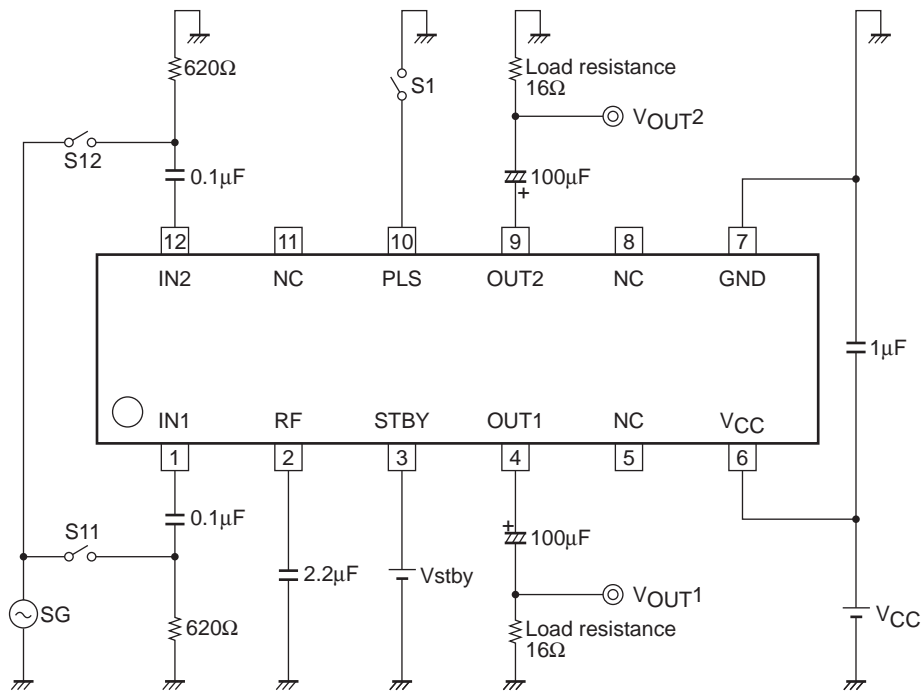 620Ω
S1
Load resistance
16Ω
VOUT2
S12
0.1μF
100μF
+
12
11
10
9
8
7
IN2
NC
PLS
OUT2
NC
GND
1μF
IN1
RF
STBY
OUT1
NC
VCC
1
2
3
4
5
6
S11
0.1μF
+
100μF
2.2μF
Vstby
VOUT1
SG
620Ω
Load resistance
16Ω
VCC